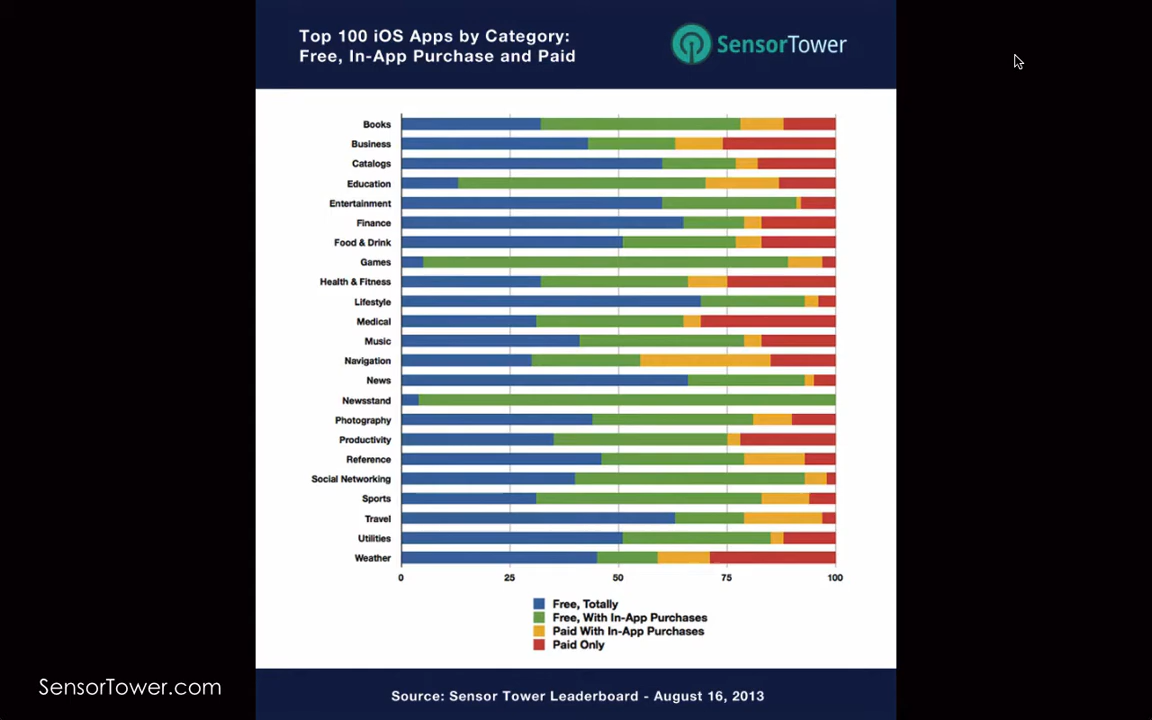 Top 100 iOS Apps by Category:
Free, In-App Purchase and Paid
SensorTower
Books
Business
Catalogs
Education
Entertainment
Finance
Food & Drink
Games
Health & Fitness
Lifestyle
Medical
Music
Navigation
News
Newsstand
Photography
Productivity
Reference
Social Networking
Sports
Travel
Utilities
Weather
0 25 50 75 100
Free, Totally
Free, With In-App Purchases
Paid With In-App Purchases
Paid Only
SensorTower.com
Source: Sensor Tower Leaderboard - August 16, 2013